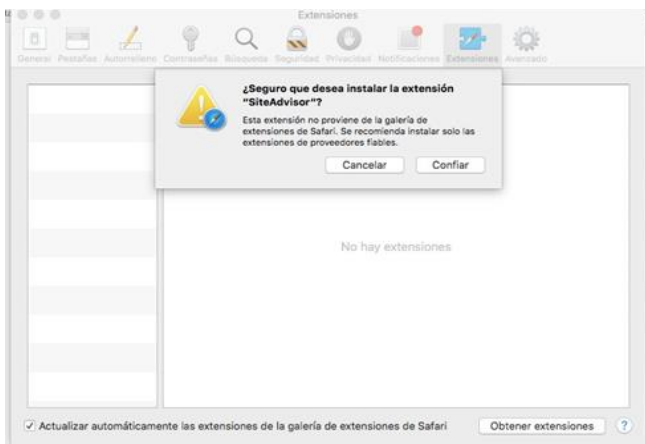 Extensiones
General Pestañas Autorrelleno Contraseñas Búsqueda Seguridad Privacidad Notificaciones Extensiones Avanzado
¿Seguro que desea instalar la extensión
"SiteAdvisor"?
Esta extensión no proviene de la galería de
extensiones de Safari. Se recomienda instalar solo las
extensiones de proveedores fiables.
Cancelar Confiar
No hay extensiones
Actualizar automáticamente las extensiones de la galería de extensiones de Safari Obtener extensiones ?